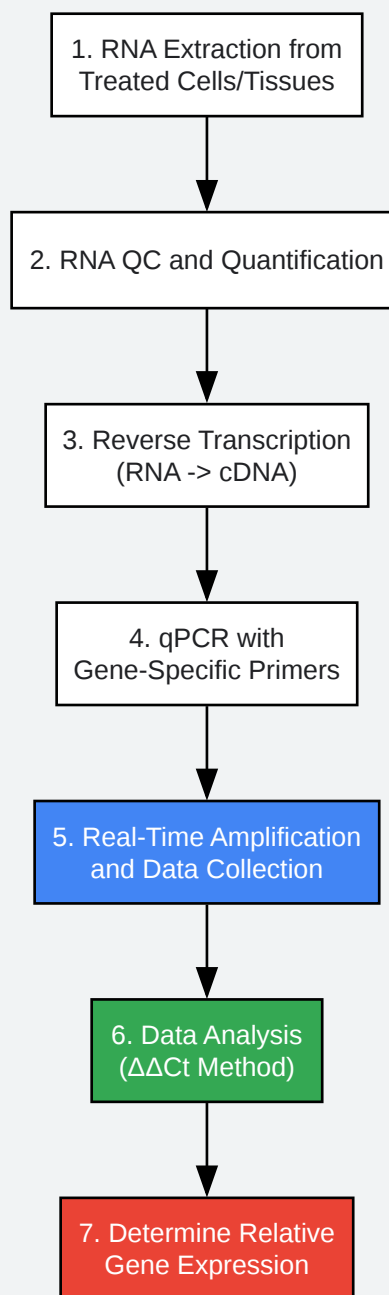 1. RNA Extraction from
Treated Cells/Tissues
2. RNA QC and Quantification
3. Reverse Transcription
(RNA -> cDNA)
4. qPCR with
Gene-Specific Primers
5. Real-Time Amplification
and Data Collection
6. Data Analysis
(ΔΔCt Method)
7. Determine Relative
Gene Expression